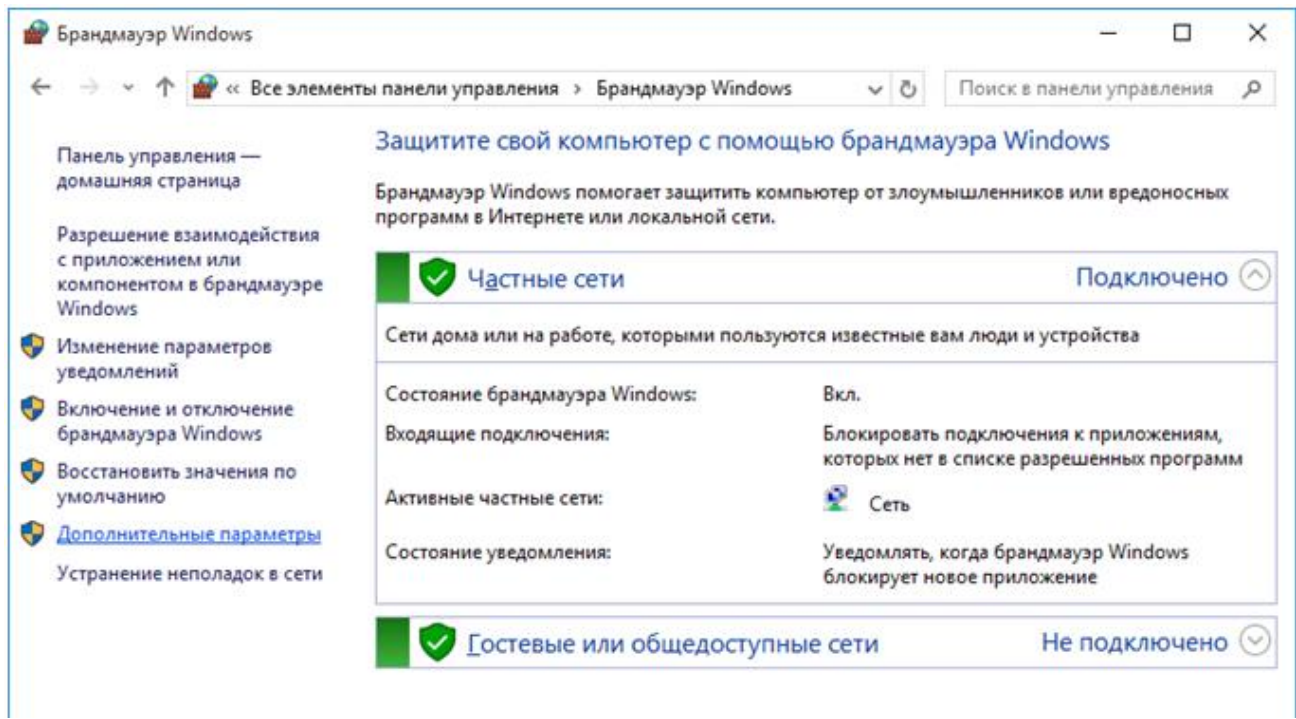 Брандмауэр Windows
« Все элементы панели управления › Брандмауэр Windows
Поиск в панели управления
Панель управления —
домашняя страница
Разрешение взаимодействия
с приложением или
компонентом в брандмауэре
Windows
Изменение параметров
уведомлений
Включение и отключение
брандмауэра Windows
Восстановить значения по
умолчанию
Дополнительные параметры
Устранение неполадок в сети
Защитите свой компьютер с помощью брандмауэра Windows
Брандмауэр Windows помогает защитить компьютер от злоумышленников или вредоносных
программ в Интернете или локальной сети.
Частные сети Подключено
Сети дома или на работе, которыми пользуются известные вам люди и устройства
Состояние брандмауэра Windows: Вкл.
Входящие подключения: Блокировать подключения к приложениям,
которых нет в списке разрешенных программ
Активные частные сети: Сеть
Состояние уведомления: Уведомлять, когда брандмауэр Windows
блокирует новое приложение
Гостевые или общедоступные сети Не подключено